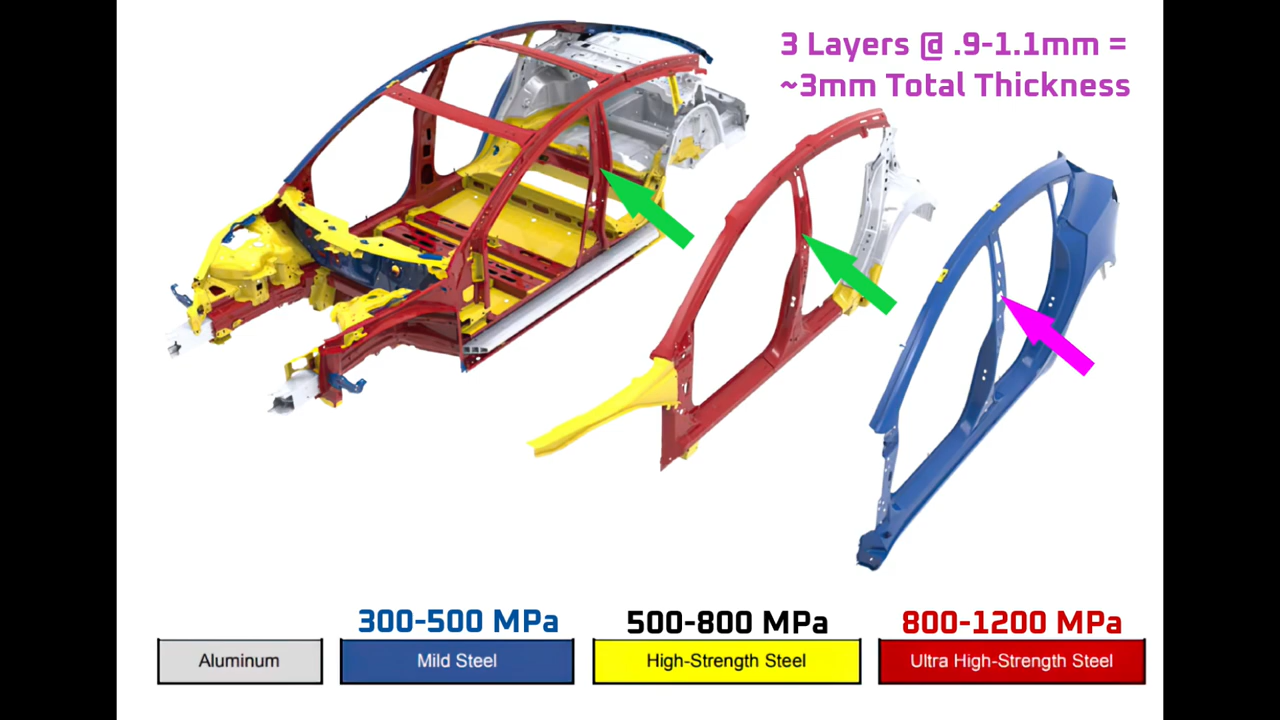 3 Layers @ .9-1.1mm =
~3mm Total Thickness
300-500 MPa
500-800 MPa
800-1200 MPa
Aluminum
Mild Steel
High-Strength Steel
Ultra High-Strength Steel